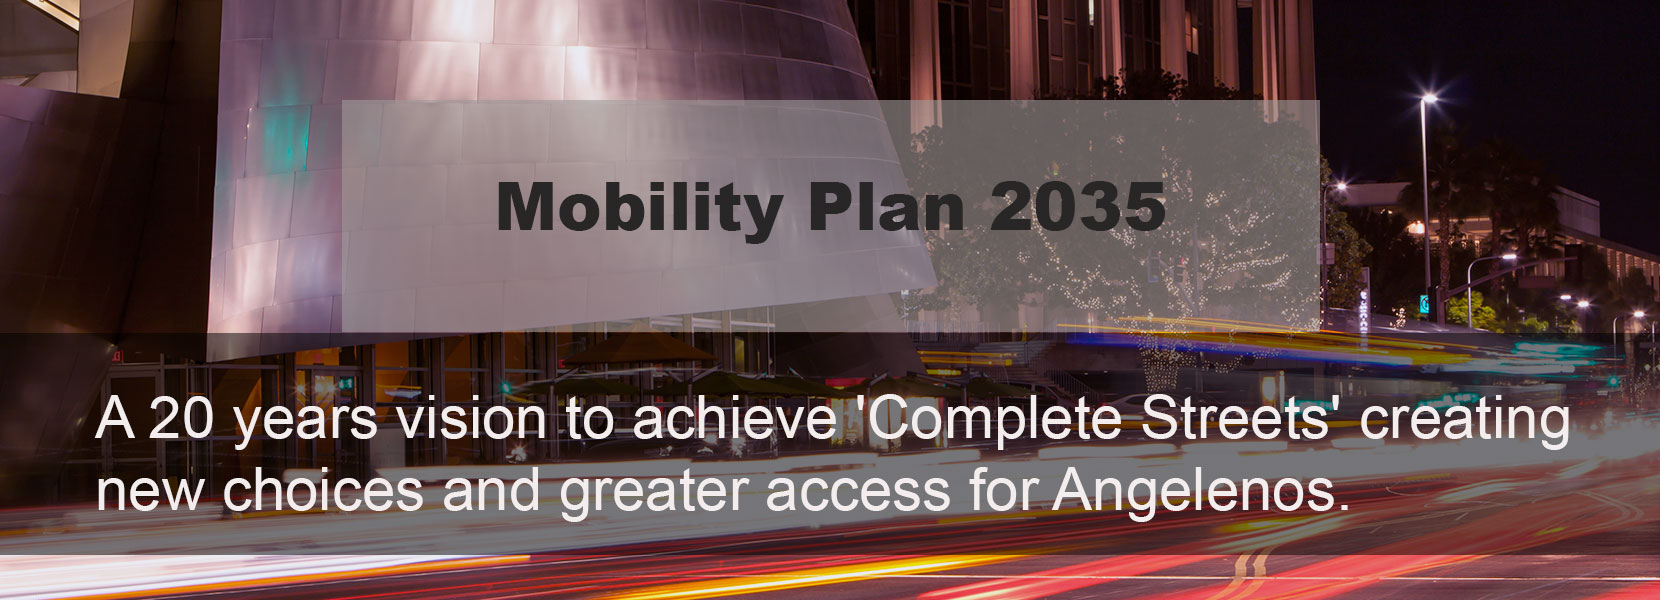 Mobility Plan 2035
A 20 years vision to achieve 'Complete Streets' creating
new choices and greater access for Angelenos.